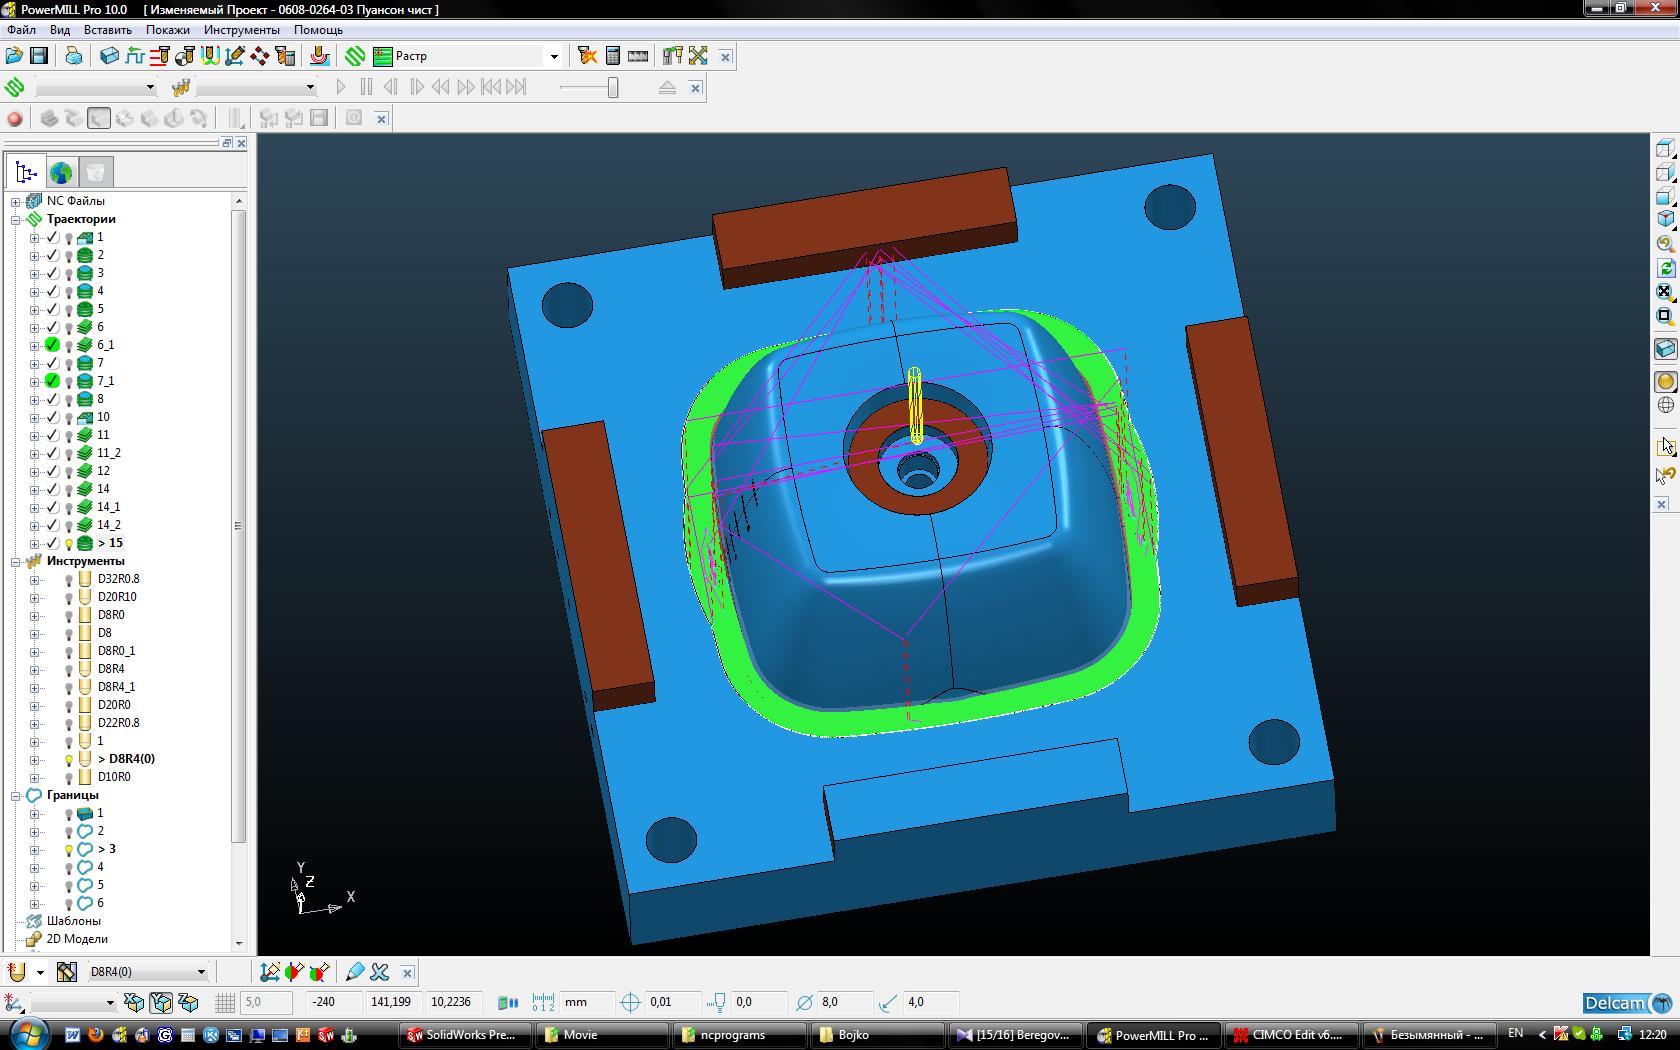 PowerMILL Pro 10.0 [ Изменяемый Проект - 0608-0264-03 Пуансон чист ]
Файл Вид Вставить Покажи Инструменты Помощь
Растр
NC Файлы
Траектории
1
2
3
4
5
6
6_1
7
7_1
8
10
11
11_2
12
14
14_1
14_2
> 15
Инструменты
D32R0.8
D20R10
D8R0
D8
D8R0_1
D8R4
D8R4_1
D20R0
D22R0.8
1
> D8R4(0)
D10R0
Границы
1
2
> 3
4
5
6
Шаблоны
2D Модели
Y
Z
X
D8R4(0)
5,0 -240 141,199 10,2236 mm 0,01 0,0 8,0 4,0
Delcam
SolidWorks Pre... Movie ncprograms Bojko [15/16] Beregov... PowerMILL Pro ... CIMCO Edit v6.... Безымянный - ... EN 12:20